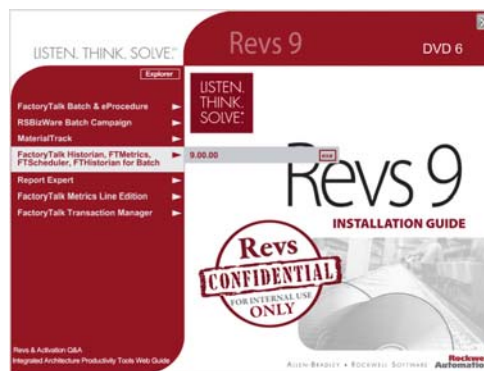 LISTEN. THINK. SOLVE.™
Revs 9
DVD 6
Explorer
LISTEN.
THINK.
SOLVE.®
FactoryTalk Batch & eProcedure
RSBizWare Batch Campaign
MaterialTrack
FactoryTalk Historian, FTMetrics,
FTScheduler, FTHistorian for Batch
9.00.00
Report Expert
FactoryTalk Metrics Line Edition
FactoryTalk Transaction Manager
Revs 9
INSTALLATION GUIDE
Revs
CONFIDENTIAL
FOR INTERNAL USE
ONLY
Revs & Activation Q&A
Integrated Architecture Productivity Tools Web Guide
ALLEN-BRADLEY • ROCKWELL SOFTWARE
Rockwell
Automation